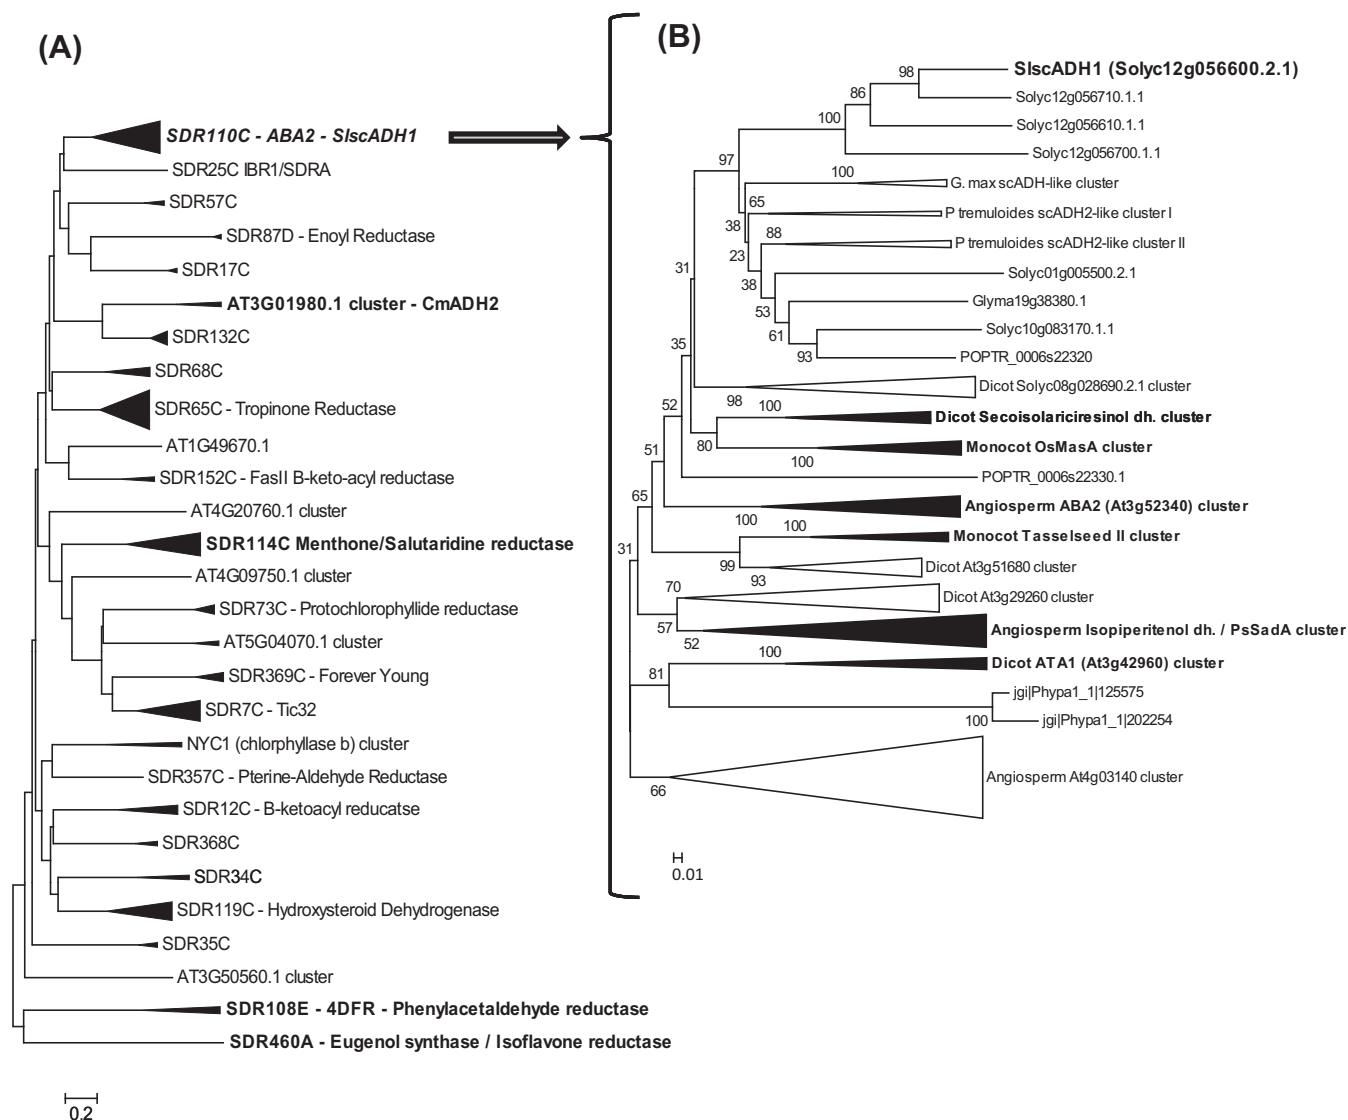 (A)
SDR110C - ABA2 - SlscADH1
SDR25C IBR1/SDRA
SDR57C
SDR87D - Enoyl Reductase
SDR17C
AT3G01980.1 cluster - CmADH2
SDR132C
SDR68C
SDR65C - Tropinone Reductase
AT1G49670.1
SDR152C - FasII B-keto-acyl reductase
AT4G20760.1 cluster
SDR114C Menthone/Salutaridine reductase
AT4G09750.1 cluster
SDR73C - Protochlorophyllide reductase
AT5G04070.1 cluster
SDR369C - Forever Young
SDR7C - Tic32
NYC1 (chlorphyllase b) cluster
SDR357C - Pterine-Aldehyde Reductase
SDR12C - B-ketoacyl reducatse
SDR368C
SDR34C
SDR119C - Hydroxysteroid Dehydrogenase
SDR35C
AT3G50560.1 cluster
SDR108E - 4DFR - Phenylacetaldehyde reductase
SDR460A - Eugenol synthase / Isoflavone reductase
0.2
(B)
98
SlscADH1 (Solyc12g056600.2.1)
86
Solyc12g056710.1.1
100
Solyc12g056610.1.1
Solyc12g056700.1.1
97
100
G. max scADH-like cluster
65
P tremuloides scADH2-like cluster I
38
88
P tremuloides scADH2-like cluster II
23
31
Solyc01g005500.2.1
38
Glyma19g38380.1
53
Solyc10g083170.1.1
61
93
POPTR_0006s22320
35
Dicot Solyc08g028690.2.1 cluster
98
52
100
Dicot Secoisolariciresinol dh. cluster
80
Monocot OsMasA cluster
100
51
POPTR_0006s22330.1
65
Angiosperm ABA2 (At3g52340) cluster
100
100
Monocot Tasselseed II cluster
31
99
Dicot At3g51680 cluster
93
70
Dicot At3g29260 cluster
57
Angiosperm Isopiperitenol dh. / PsSadA cluster
52
100
Dicot ATA1 (At3g42960) cluster
81
jgi|Phypa1_1|125575
100
jgi|Phypa1_1|202254
Angiosperm At4g03140 cluster
66
0.01